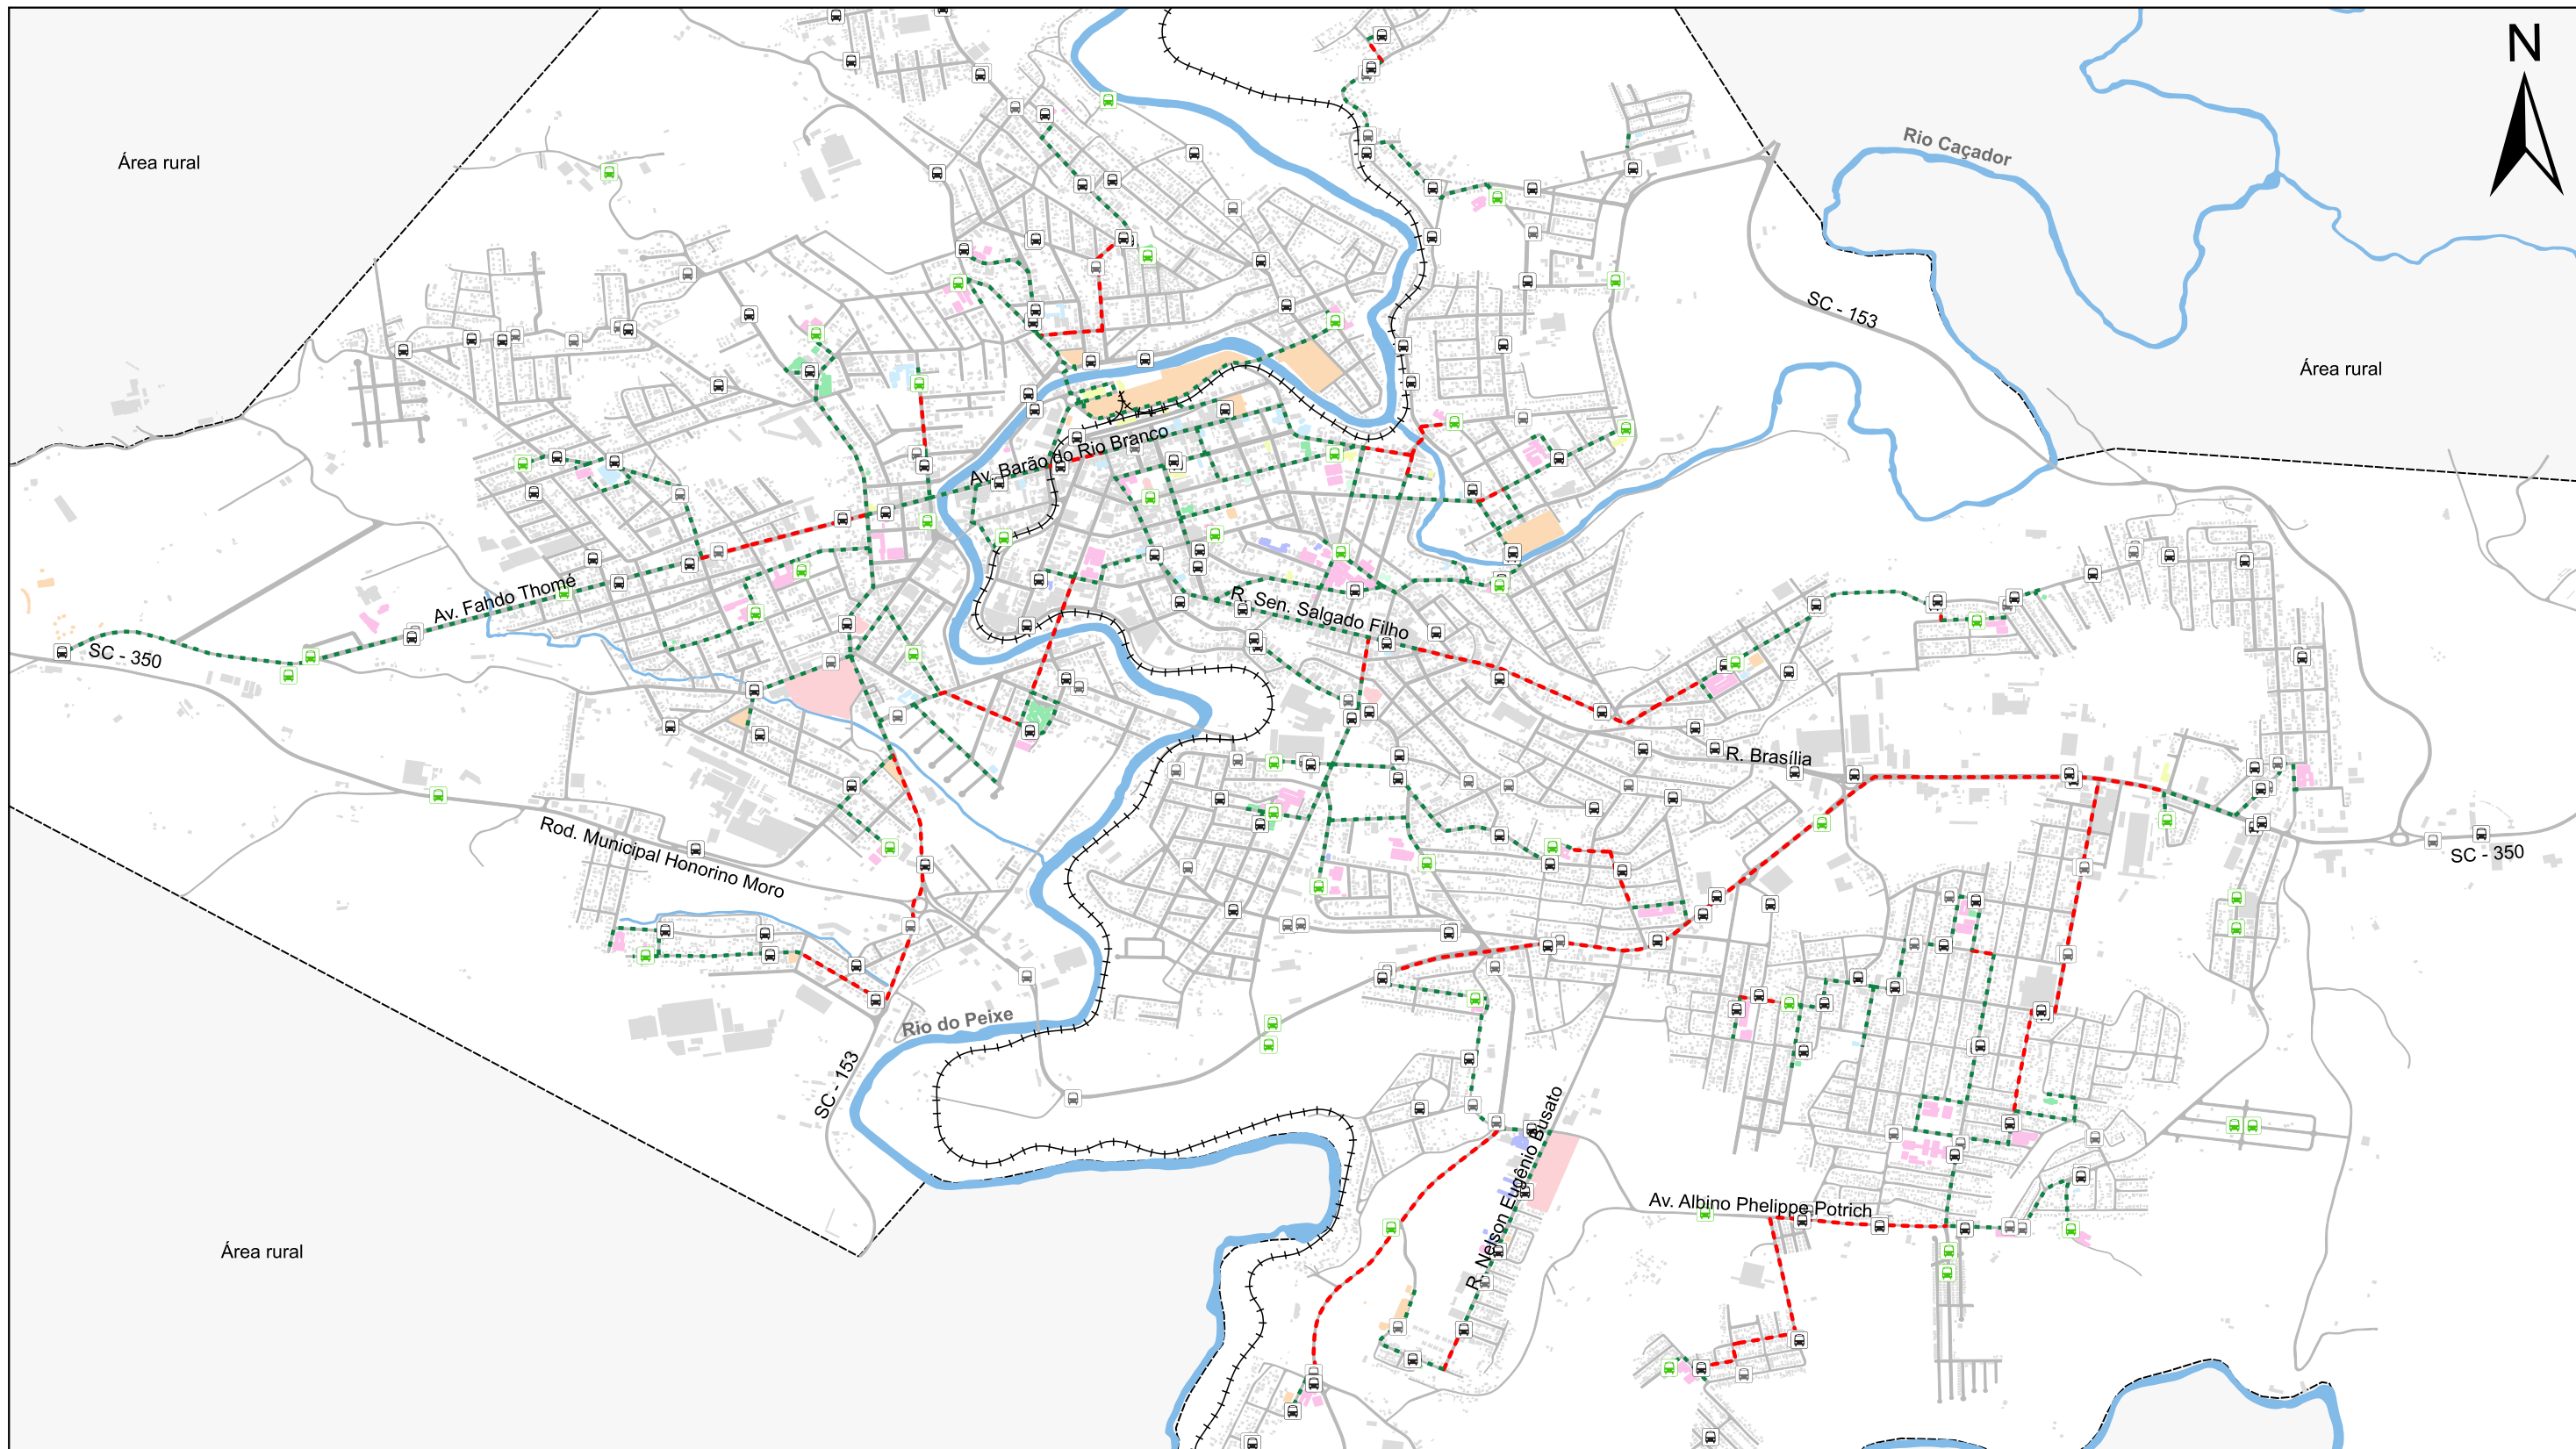 N
Rio Caçador
Área rural
SC - 153
Área rural
Av. Barão do Rio Branco
Av. Fahdo Thomé
R. Sen. Salgado Filho
SC - 350
R. Brasília
Rod. Municipal Honorino Moro
SC - 350
Rio do Peixe
SC - 153
R. Nelson Eugênio Busato
Av. Albino Phelippe Potrich
Área rural